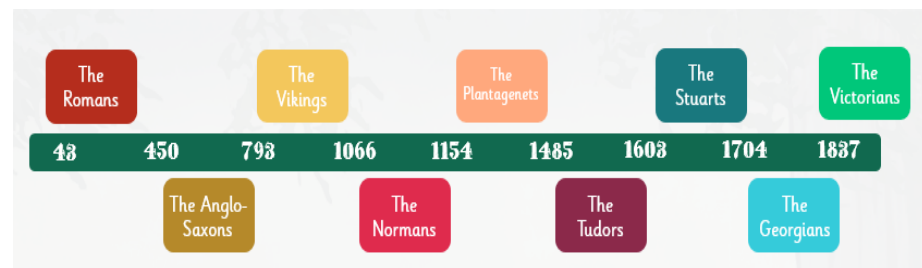 The
Romans
The
Vikings
The
Plantagenets
The
Stuarts
The
Victorians
43 450 793 1066 1154 1485 1603 1704 1837
The Anglo-
Saxons
The
Normans
The
Tudors
The
Georgians